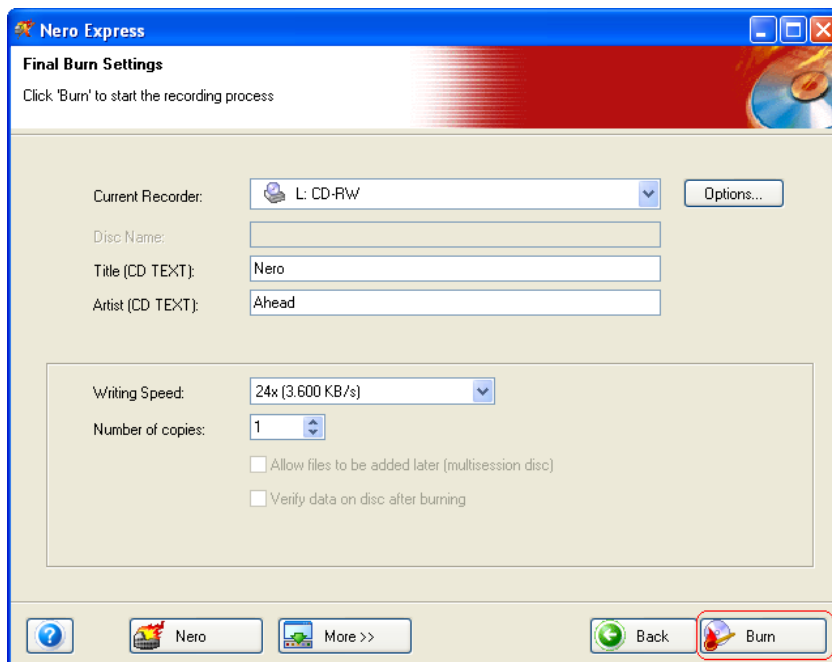 Nero Express
Final Burn Settings
Click 'Burn' to start the recording process
Current Recorder: L: CD-RW Options...
Disc Name:
Title (CD TEXT): Nero
Artist (CD TEXT): Ahead
Writing Speed: 24x (3.600 KB/s)
Number of copies: 1
Allow files to be added later (multisession disc)
Verify data on disc after burning
? Nero More >> Back Burn